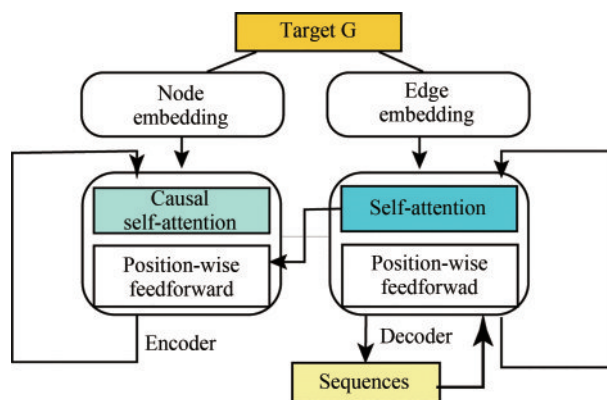 Target G
Node
embedding
Edge
embedding
Causal
self-attention
Self-attention
Position-wise
feedforward
Position-wise
feedforwad
Encoder
Decoder
Sequences